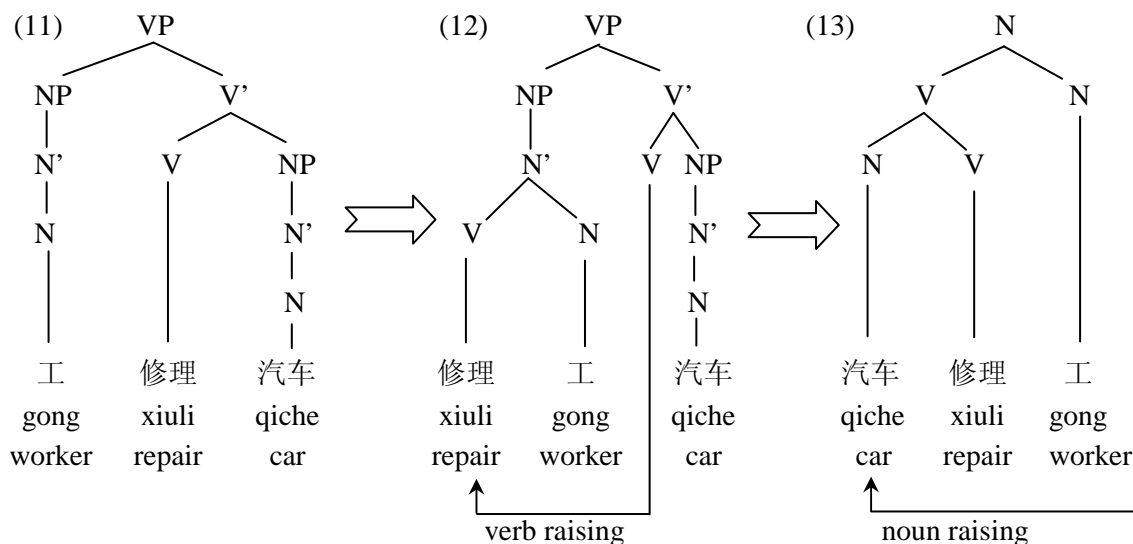 (11) VP (12) VP (13) N
NP V' NP V' V N
N' V NP N' V NP N V
N N' V N N'
N N
工 修理 汽车 修理 工 汽车 汽车 修理 工
gong xiuli qiche xiuli gong qiche qiche xiuli gong
worker repair car repair worker car car repair worker
verb raising noun raising